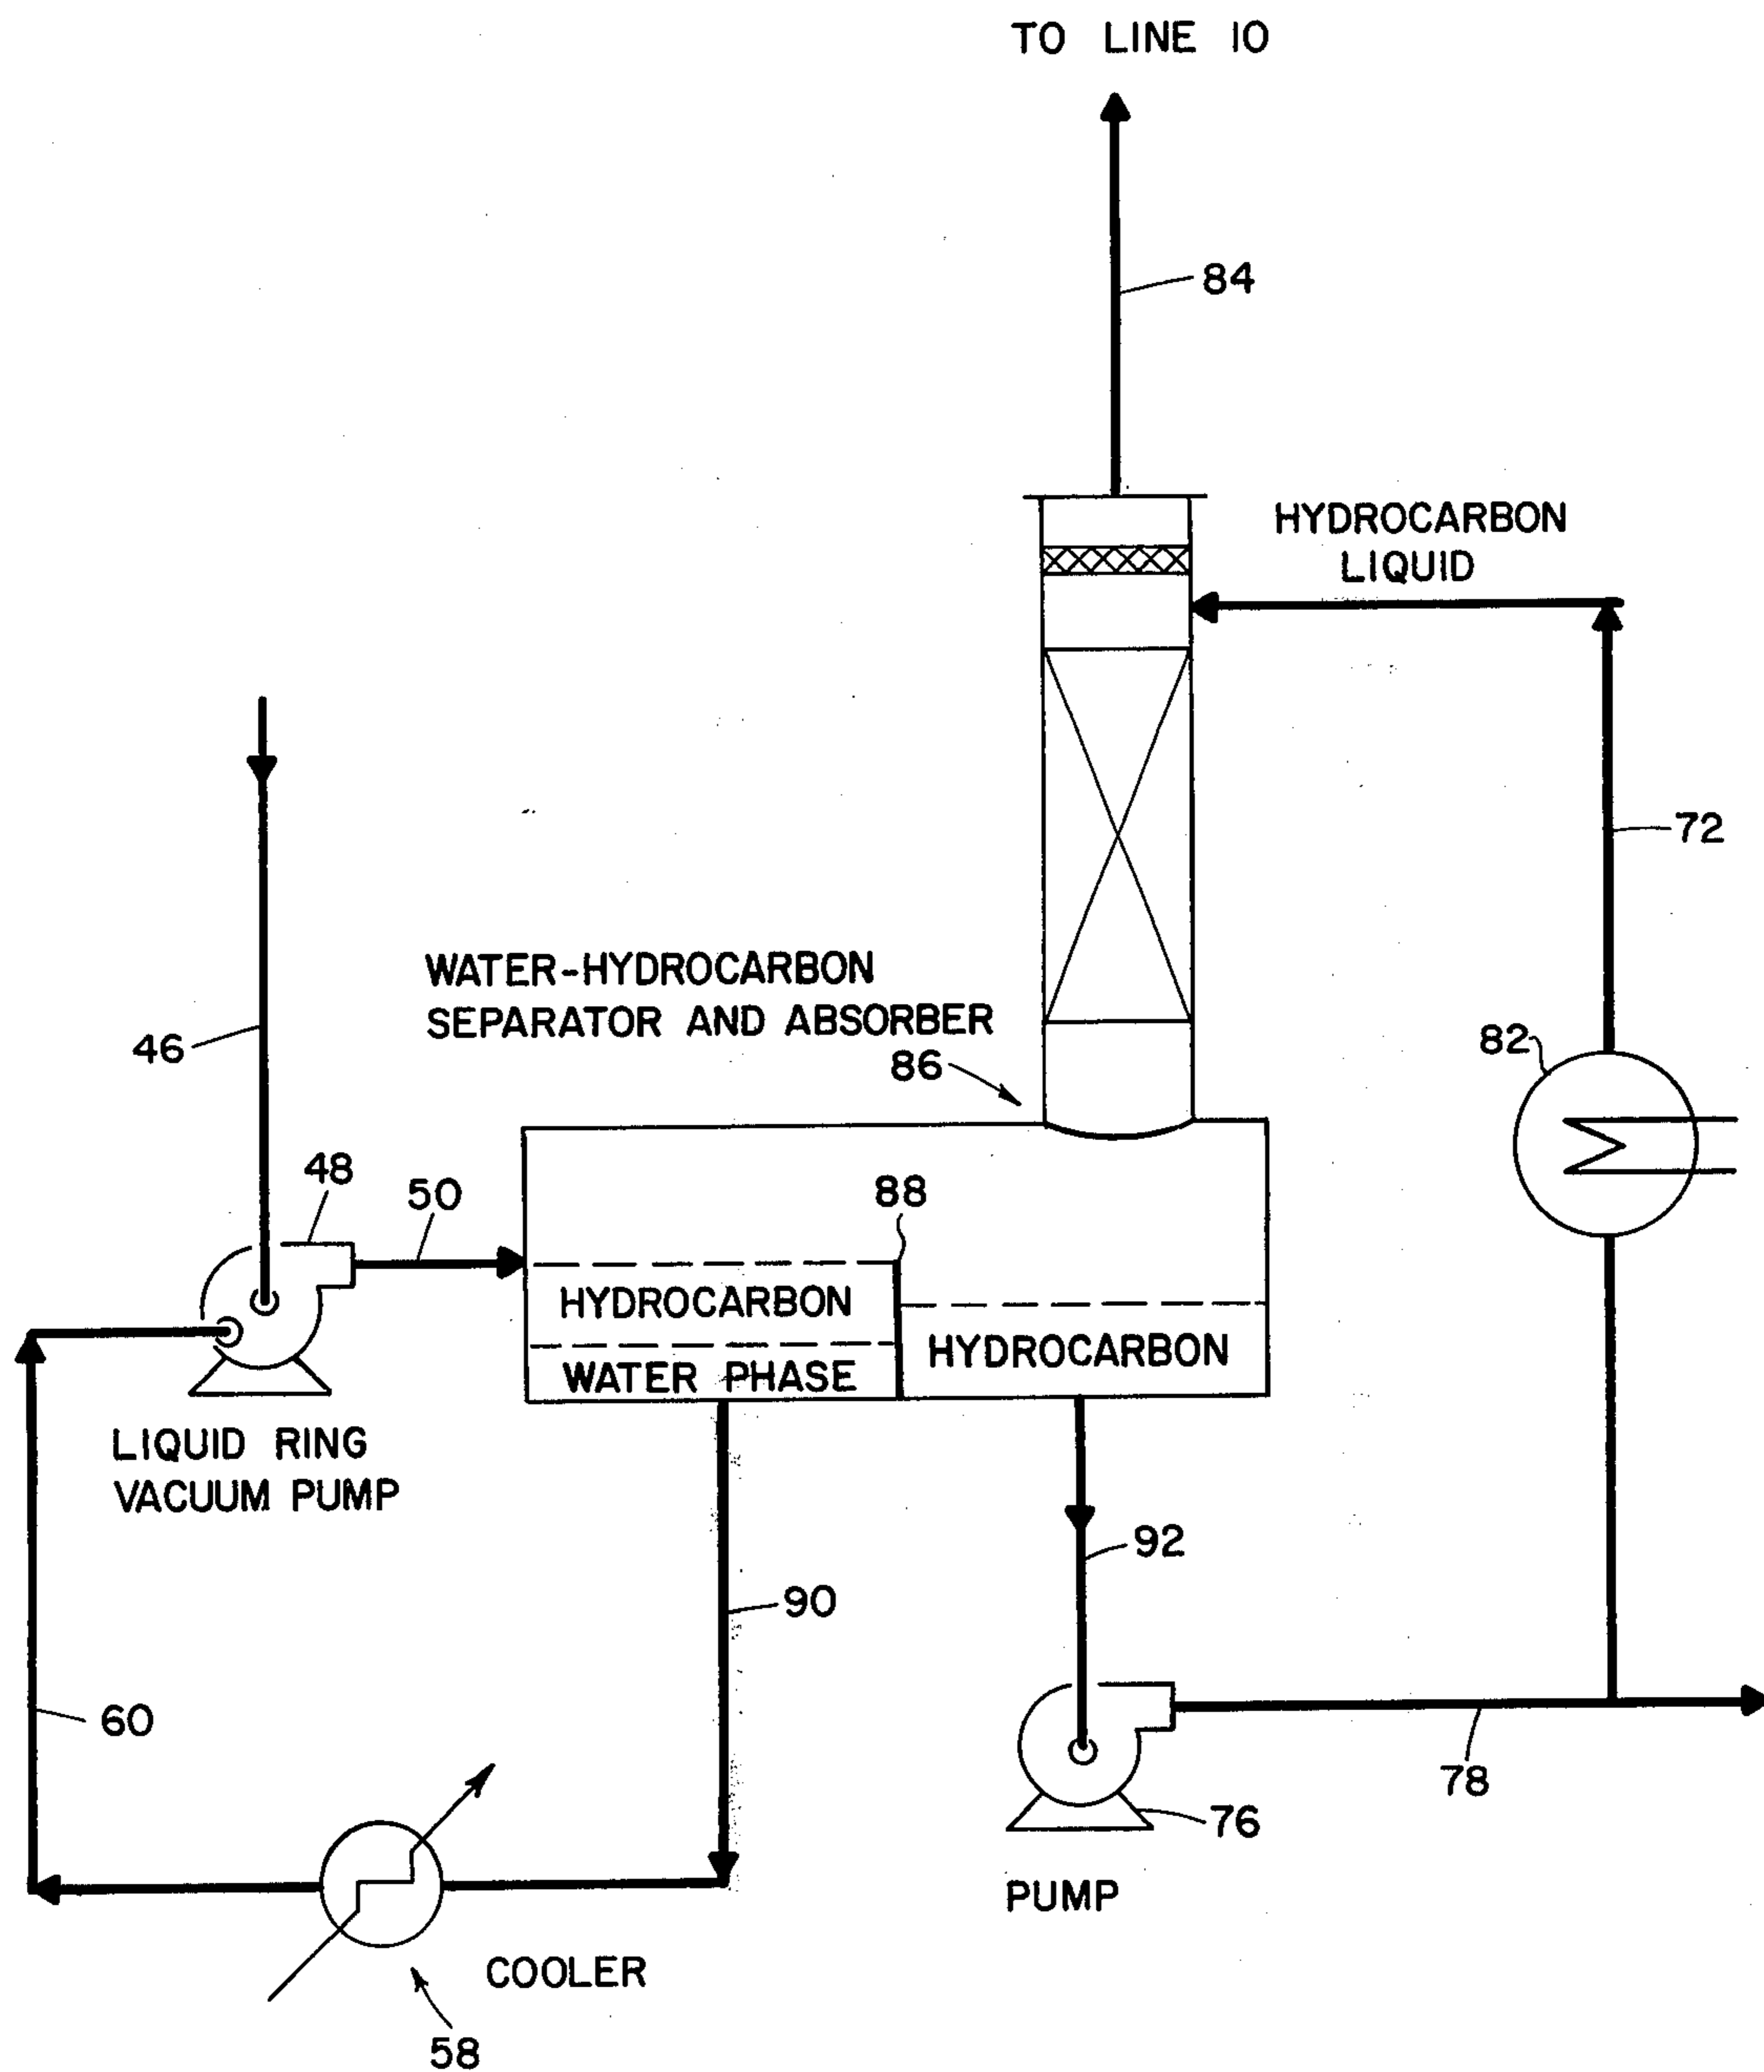 TO LINE 10
84
HYDROCARBON
LIQUID
72
WATER-HYDROCARBON
SEPARATOR AND ABSORBER
46
82
86
48
50
88
HYDROCARBON
HYDROCARBON
WATER PHASE
LIQUID RING
VACUUM PUMP
92
90
60
78
76
PUMP
COOLER
58